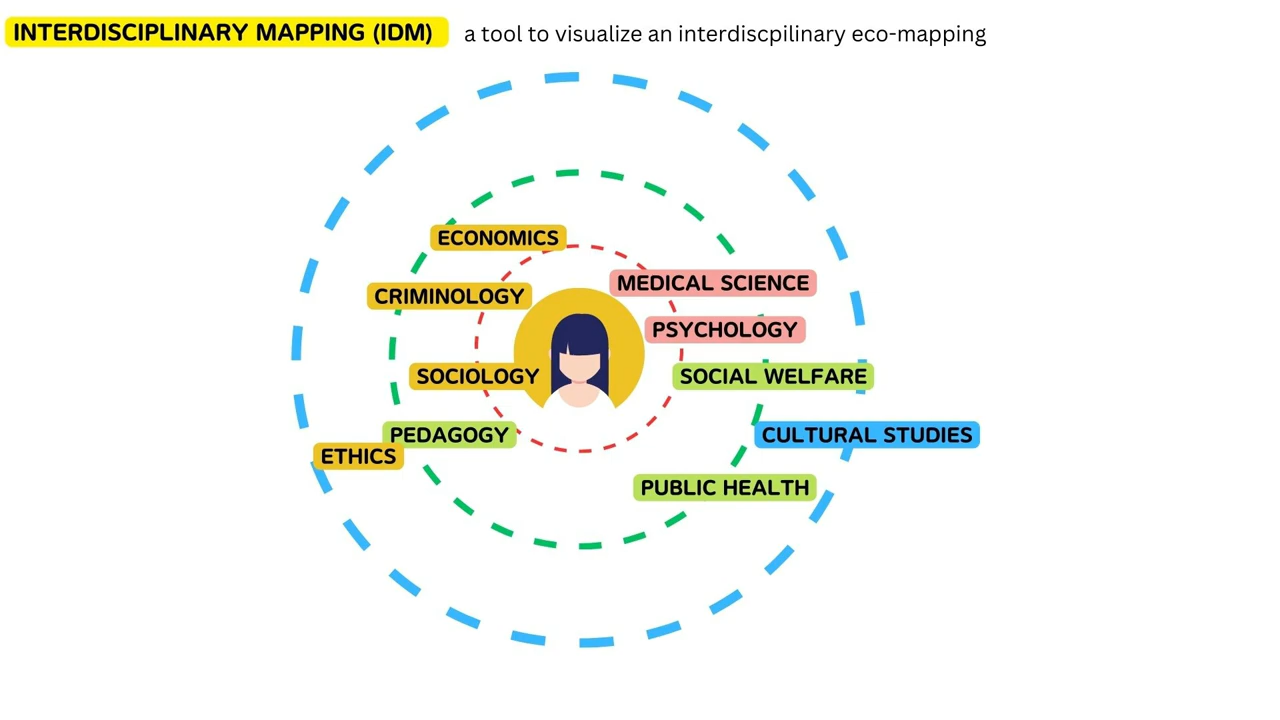 INTERDISCIPLINARY MAPPING (IDM) a tool to visualize an interdiscpilinary eco-mapping
ECONOMICS
MEDICAL SCIENCE
CRIMINOLOGY
PSYCHOLOGY
SOCIOLOGY
SOCIAL WELFARE
PEDAGOGY
CULTURAL STUDIES
ETHICS
PUBLIC HEALTH